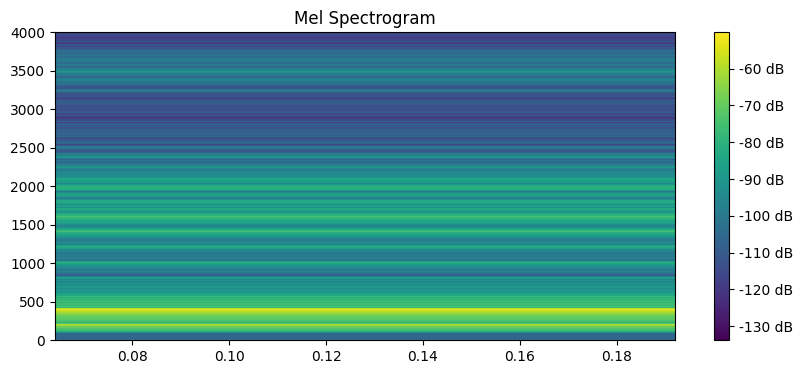 Mel Spectrogram
4000
3500
3000
2500
2000
1500
1000
500
0
0.08 0.10 0.12 0.14 0.16 0.18
-60 dB
-70 dB
-80 dB
-90 dB
-100 dB
-110 dB
-120 dB
-130 dB